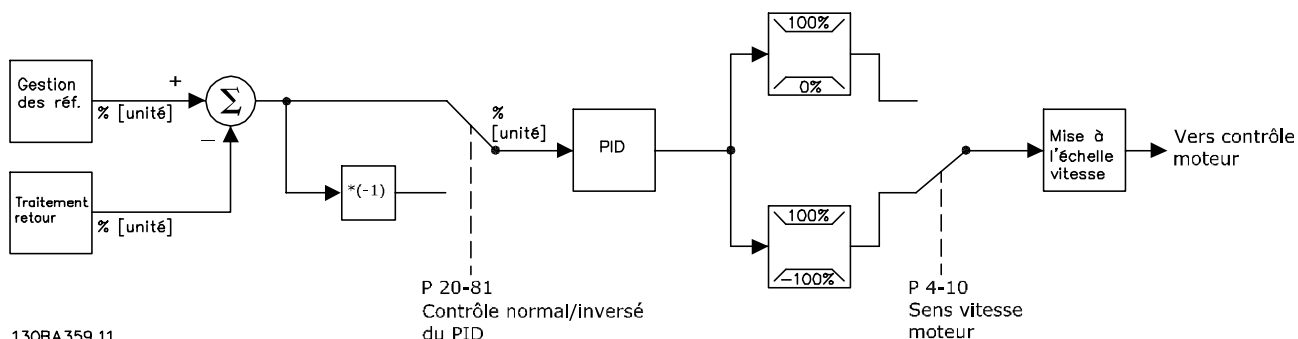 Gestion
des réf.
+
% [unité]
Σ
−
Traitement
retour
% [unité]
*(-1)
%
[unité]
PID
100%
0%
100%
-100%
Mise à
l'échelle
vitesse
Vers contrôle
moteur
P 20-81
Contrôle normal/inversé
du PID
P 4-10
Sens vitesse
moteur
130BA359.11